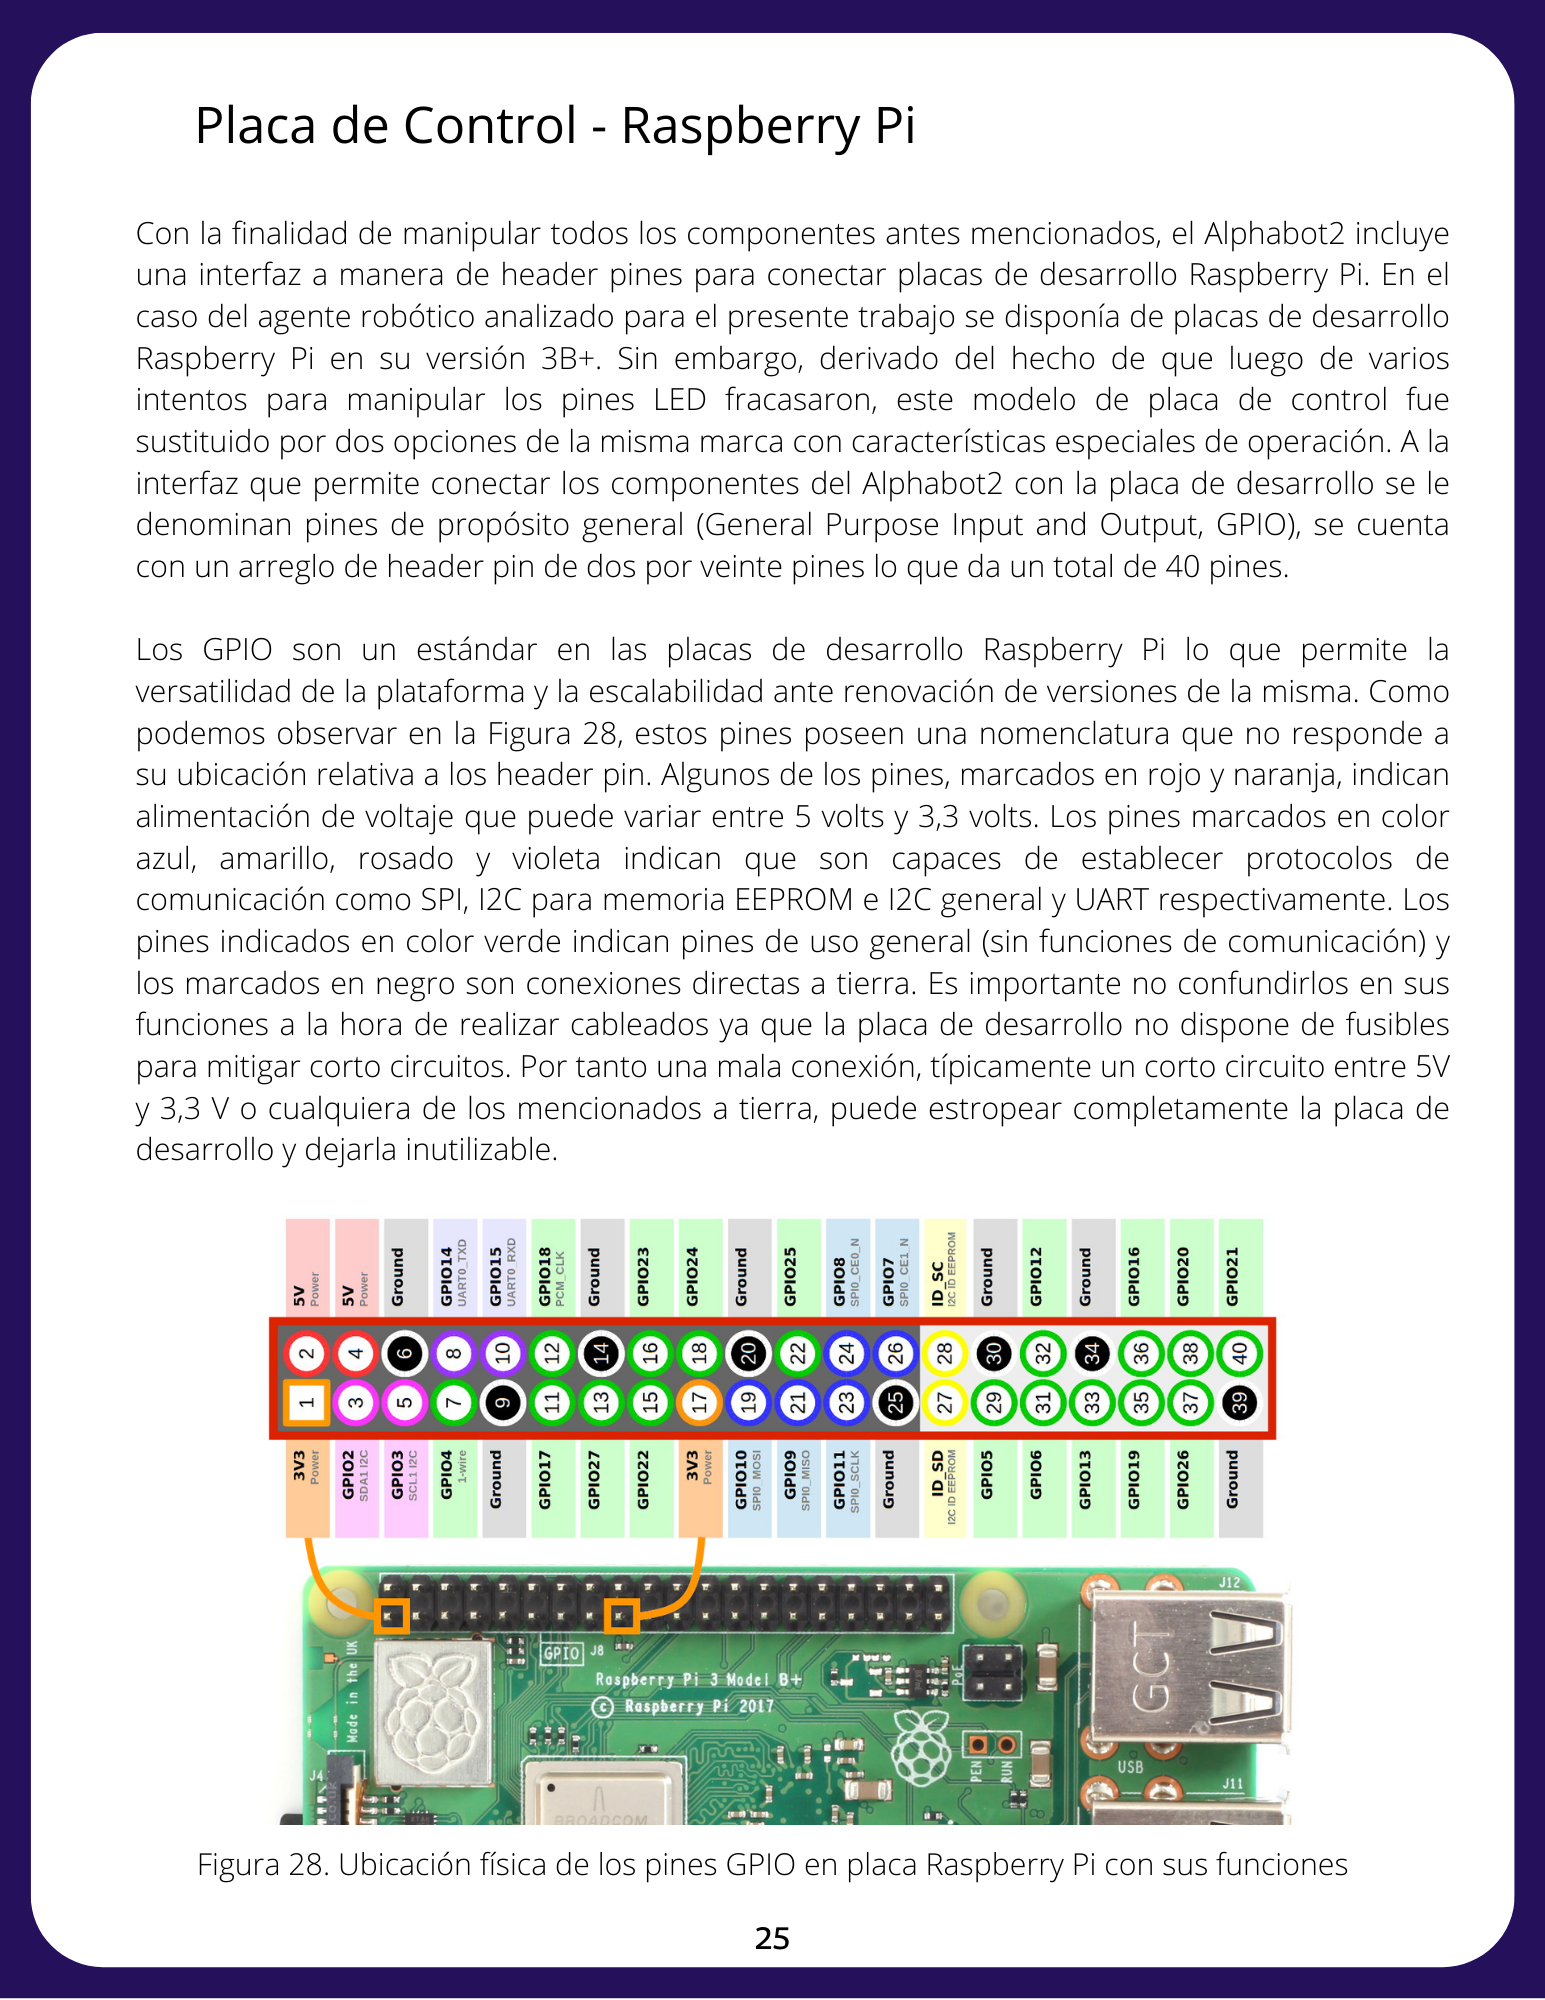 Placa de Control - Raspberry Pi
Con la finalidad de manipular todos los componentes antes mencionados, el Alphabot2 incluye
una interfaz a manera de header pines para conectar placas de desarrollo Raspberry Pi. En el
caso del agente robótico analizado para el presente trabajo se disponía de placas de desarrollo
Raspberry Pi en su versión 3B+. Sin embargo, derivado del hecho de que luego de varios
intentos para manipular los pines LED fracasaron, este modelo de placa de control fue
sustituido por dos opciones de la misma marca con características especiales de operación. A la
interfaz que permite conectar los componentes del Alphabot2 con la placa de desarrollo se le
denominan pines de propósito general (General Purpose Input and Output, GPIO), se cuenta
con un arreglo de header pin de dos por veinte pines lo que da un total de 40 pines.
Los GPIO son un estándar en las placas de desarrollo Raspberry Pi lo que permite la
versatilidad de la plataforma y la escalabilidad ante renovación de versiones de la misma. Como
podemos observar en la Figura 28, estos pines poseen una nomenclatura que no responde a
su ubicación relativa a los header pin. Algunos de los pines, marcados en rojo y naranja, indican
alimentación de voltaje que puede variar entre 5 volts y 3,3 volts. Los pines marcados en color
azul, amarillo, rosado y violeta indican que son capaces de establecer protocolos de
comunicación como SPI, I2C para memoria EEPROM e I2C general y UART respectivamente. Los
pines indicados en color verde indican pines de uso general (sin funciones de comunicación) y
los marcados en negro son conexiones directas a tierra. Es importante no confundirlos en sus
funciones a la hora de realizar cableados ya que la placa de desarrollo no dispone de fusibles
para mitigar corto circuitos. Por tanto una mala conexión, típicamente un corto circuito entre 5V
y 3,3 V o cualquiera de los mencionados a tierra, puede estropear completamente la placa de
desarrollo y dejarla inutilizable.
5V Power
5V Power
Ground
GPIO14 UART0_TXD
GPIO15 UART0_RXD
GPIO18 PCM_CLK
Ground
GPIO23
GPIO24
Ground
GPIO25
GPIO8 SPI0_CE0_N
GPIO7 SPI0_CE1_N
ID_SC I2C ID EEPROM
Ground
GPIO12
Ground
GPIO16
GPIO20
GPIO21
2 4 6 8 10 12 14 16 18 20 22 24 26 28 30 32 34 36 38 40
1 3 5 7 9 11 13 15 17 19 21 23 25 27 29 31 33 35 37 39
3V3 Power
GPIO2 SDA1 I2C
GPIO3 SCL1 I2C
GPIO4 1-wire
Ground
GPIO17
GPIO27
GPIO22
3V3 Power
GPIO10 SPI0_MOSI
GPIO9 SPI0_MISO
GPIO11 SPI0_SCLK
Ground
ID_SD I2C ID EEPROM
GPIO5
GPIO6
GPIO13
GPIO19
GPIO26
Ground
J12
Made in the UK
GPIO J8
Raspberry Pi 3 Model B+
© Raspberry Pi 2017
PoE
GCT
PEN
RUN
USB
J4
J11
BROADCOM
Figura 28. Ubicación física de los pines GPIO en placa Raspberry Pi con sus funciones
25